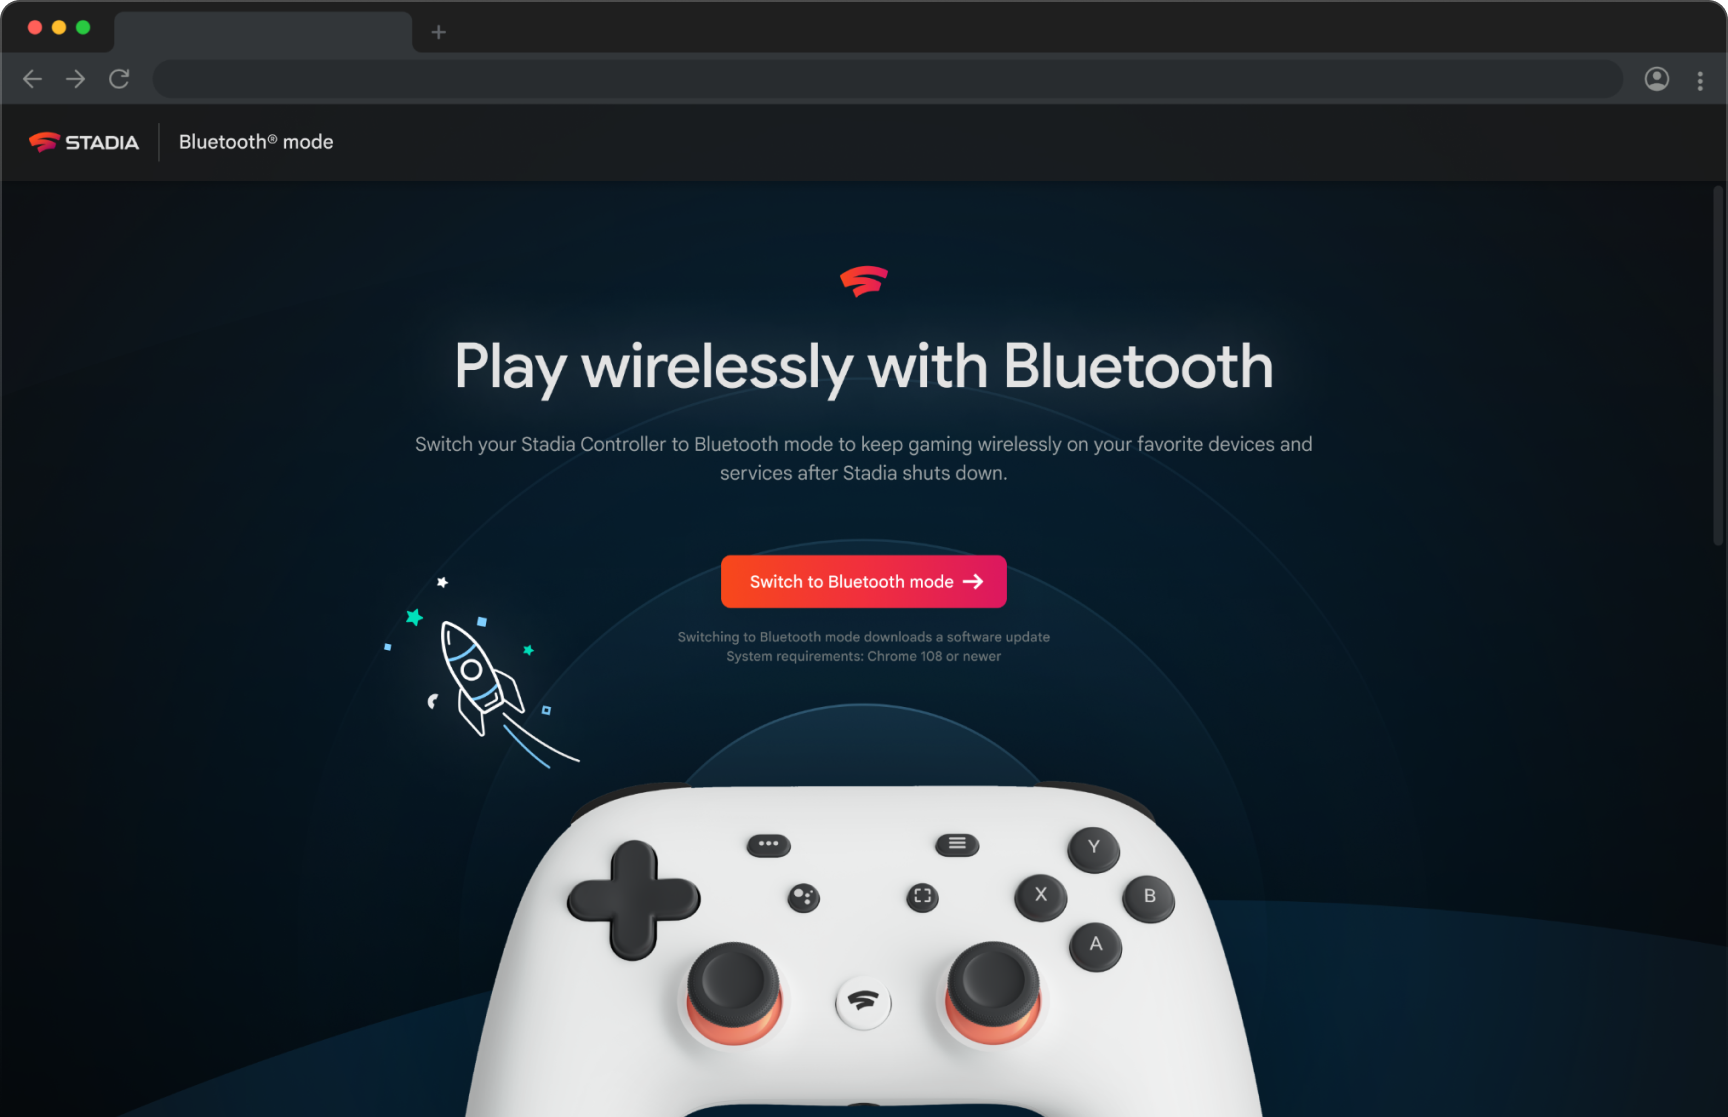 STADIA
Bluetooth® mode
Play wirelessly with Bluetooth
Switch your Stadia Controller to Bluetooth mode to keep gaming wirelessly on your favorite devices and
services after Stadia shuts down.
Switch to Bluetooth mode →
Switching to Bluetooth mode downloads a software update
System requirements: Chrome 108 or newer
Y
X
B
A